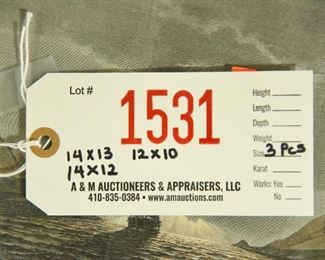 Lot #
1531
Height
Length
Depth
Weight
Size 3 Pcs
Karat
Works: Yes
No
14x13 12x10
14x12
A & M AUCTIONEERS & APPRAISERS, LLC
410-835-0384 • www.amauctions.com